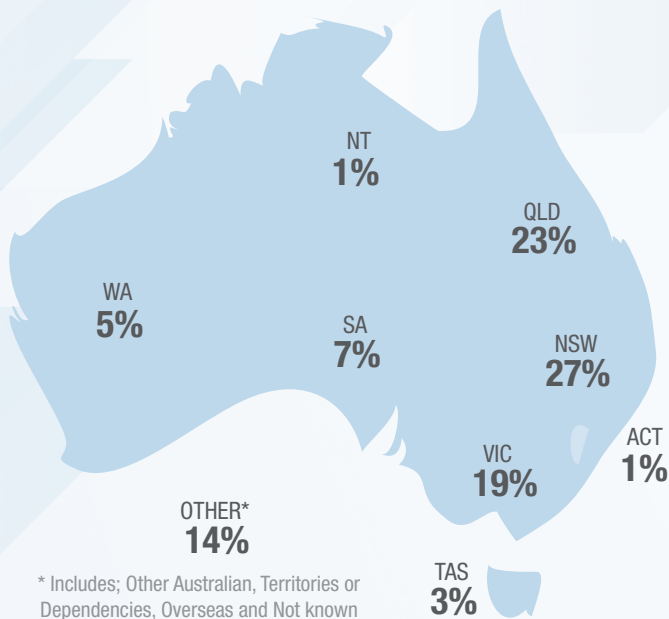 NT
1%
QLD
23%
WA
5%
SA
7%
NSW
27%
ACT
1%
VIC
19%
OTHER*
14%
* Includes; Other Australian, Territories or
Dependencies, Overseas and Not known
TAS
3%